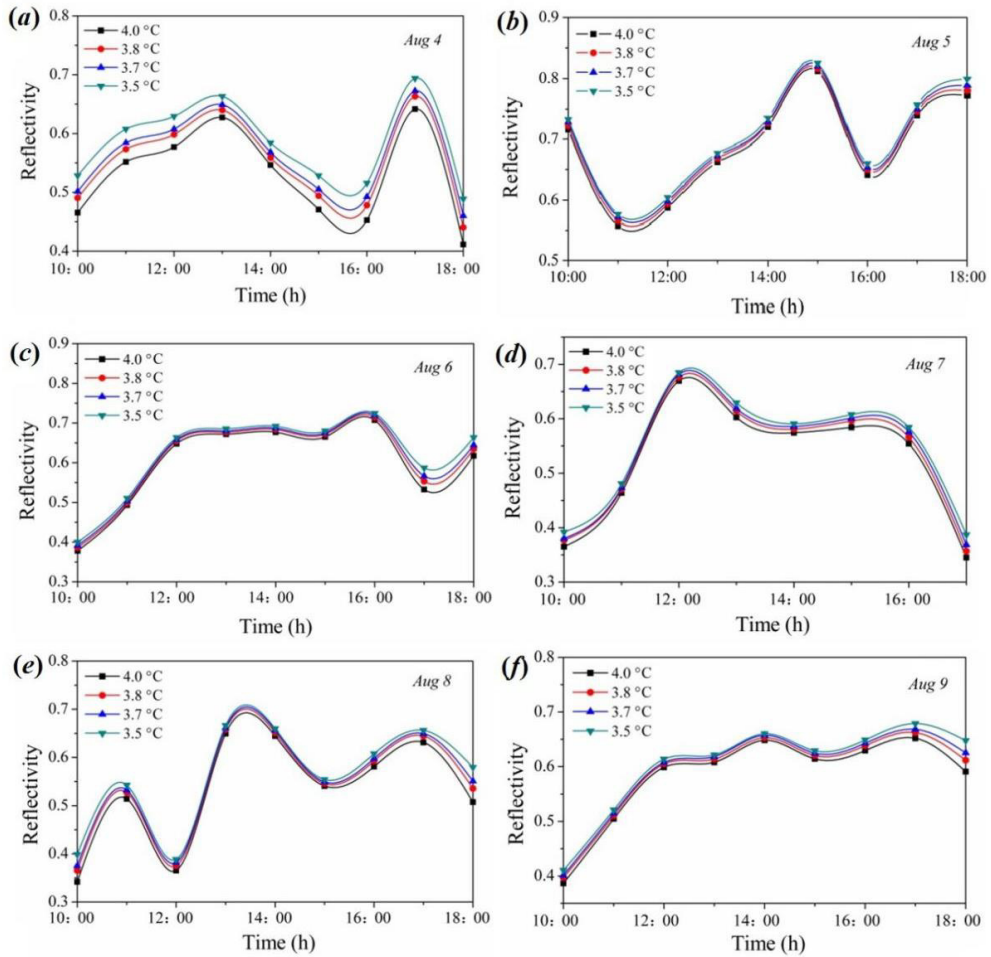 (a)
0.8
0.7
0.6
0.5
0.4
Reflectivity
4.0 °C
3.8 °C
3.7 °C
3.5 °C
Aug 4
10: 00 12: 00 14: 00 16: 00 18: 00
Time (h)
(b)
0.9
0.8
0.7
0.6
0.5
Reflectivity
4.0 °C
3.8 °C
3.7 °C
3.5 °C
Aug 5
10:00 12:00 14:00 16:00 18:00
Time (h)
(c)
0.9
0.8
0.7
0.6
0.5
0.4
0.3
Reflectivity
4.0 °C
3.8 °C
3.7 °C
3.5 °C
Aug 6
10: 00 12: 00 14: 00 16: 00 18: 00
Time (h)
(d)
0.7
0.6
0.5
0.4
0.3
Reflectivity
4.0 °C
3.8 °C
3.7 °C
3.5 °C
Aug 7
10: 00 12: 00 14: 00 16: 00
Time (h)
(e)
0.8
0.7
0.6
0.5
0.4
0.3
Reflectivity
4.0 °C
3.8 °C
3.7 °C
3.5 °C
Aug 8
10: 00 12: 00 14: 00 16: 00 18: 00
Time (h)
(f)
0.8
0.7
0.6
0.5
0.4
Reflectivity
4.0 °C
3.8 °C
3.7 °C
3.5 °C
Aug 9
10: 00 12: 00 14: 00 16: 00 18: 00
Time (h)